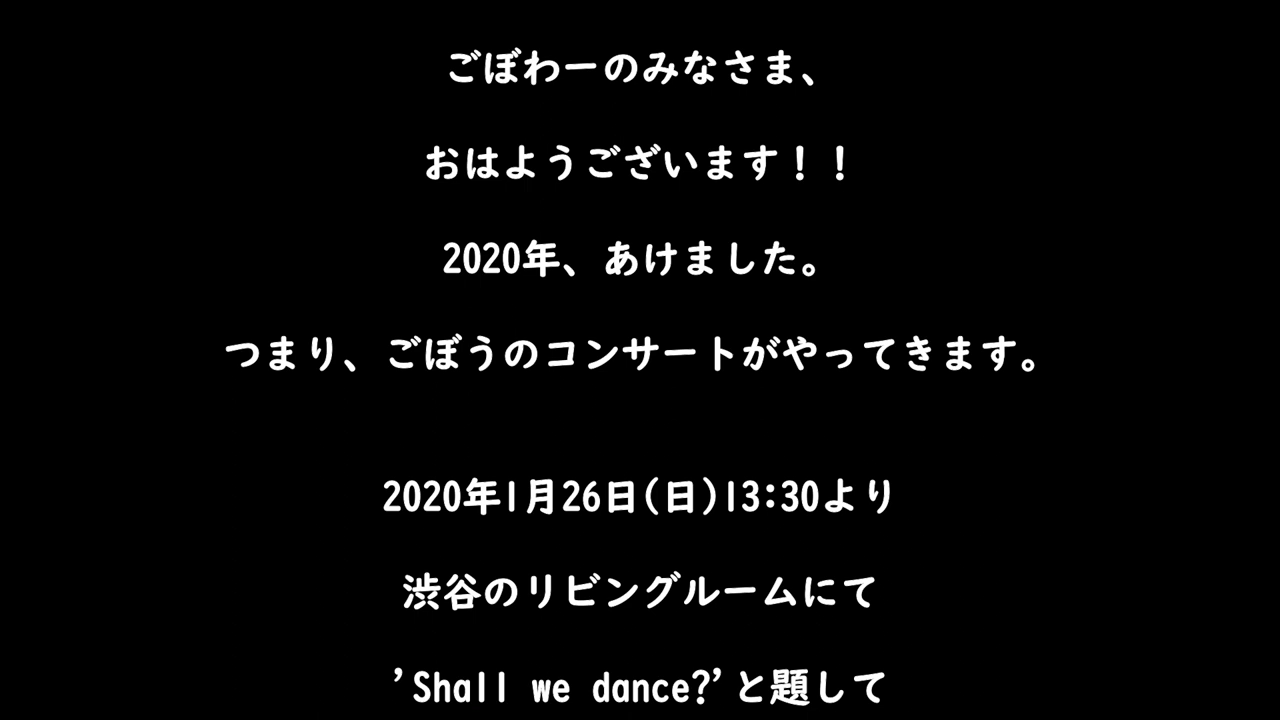 ごぼわーのみなさま、
おはようございます！！
2020年、あけました。
つまり、ごぼうのコンサートがやってきます。
2020年1月26日(日)13:30より
渋谷のリビングルームにて
'Shall we dance?'と題して